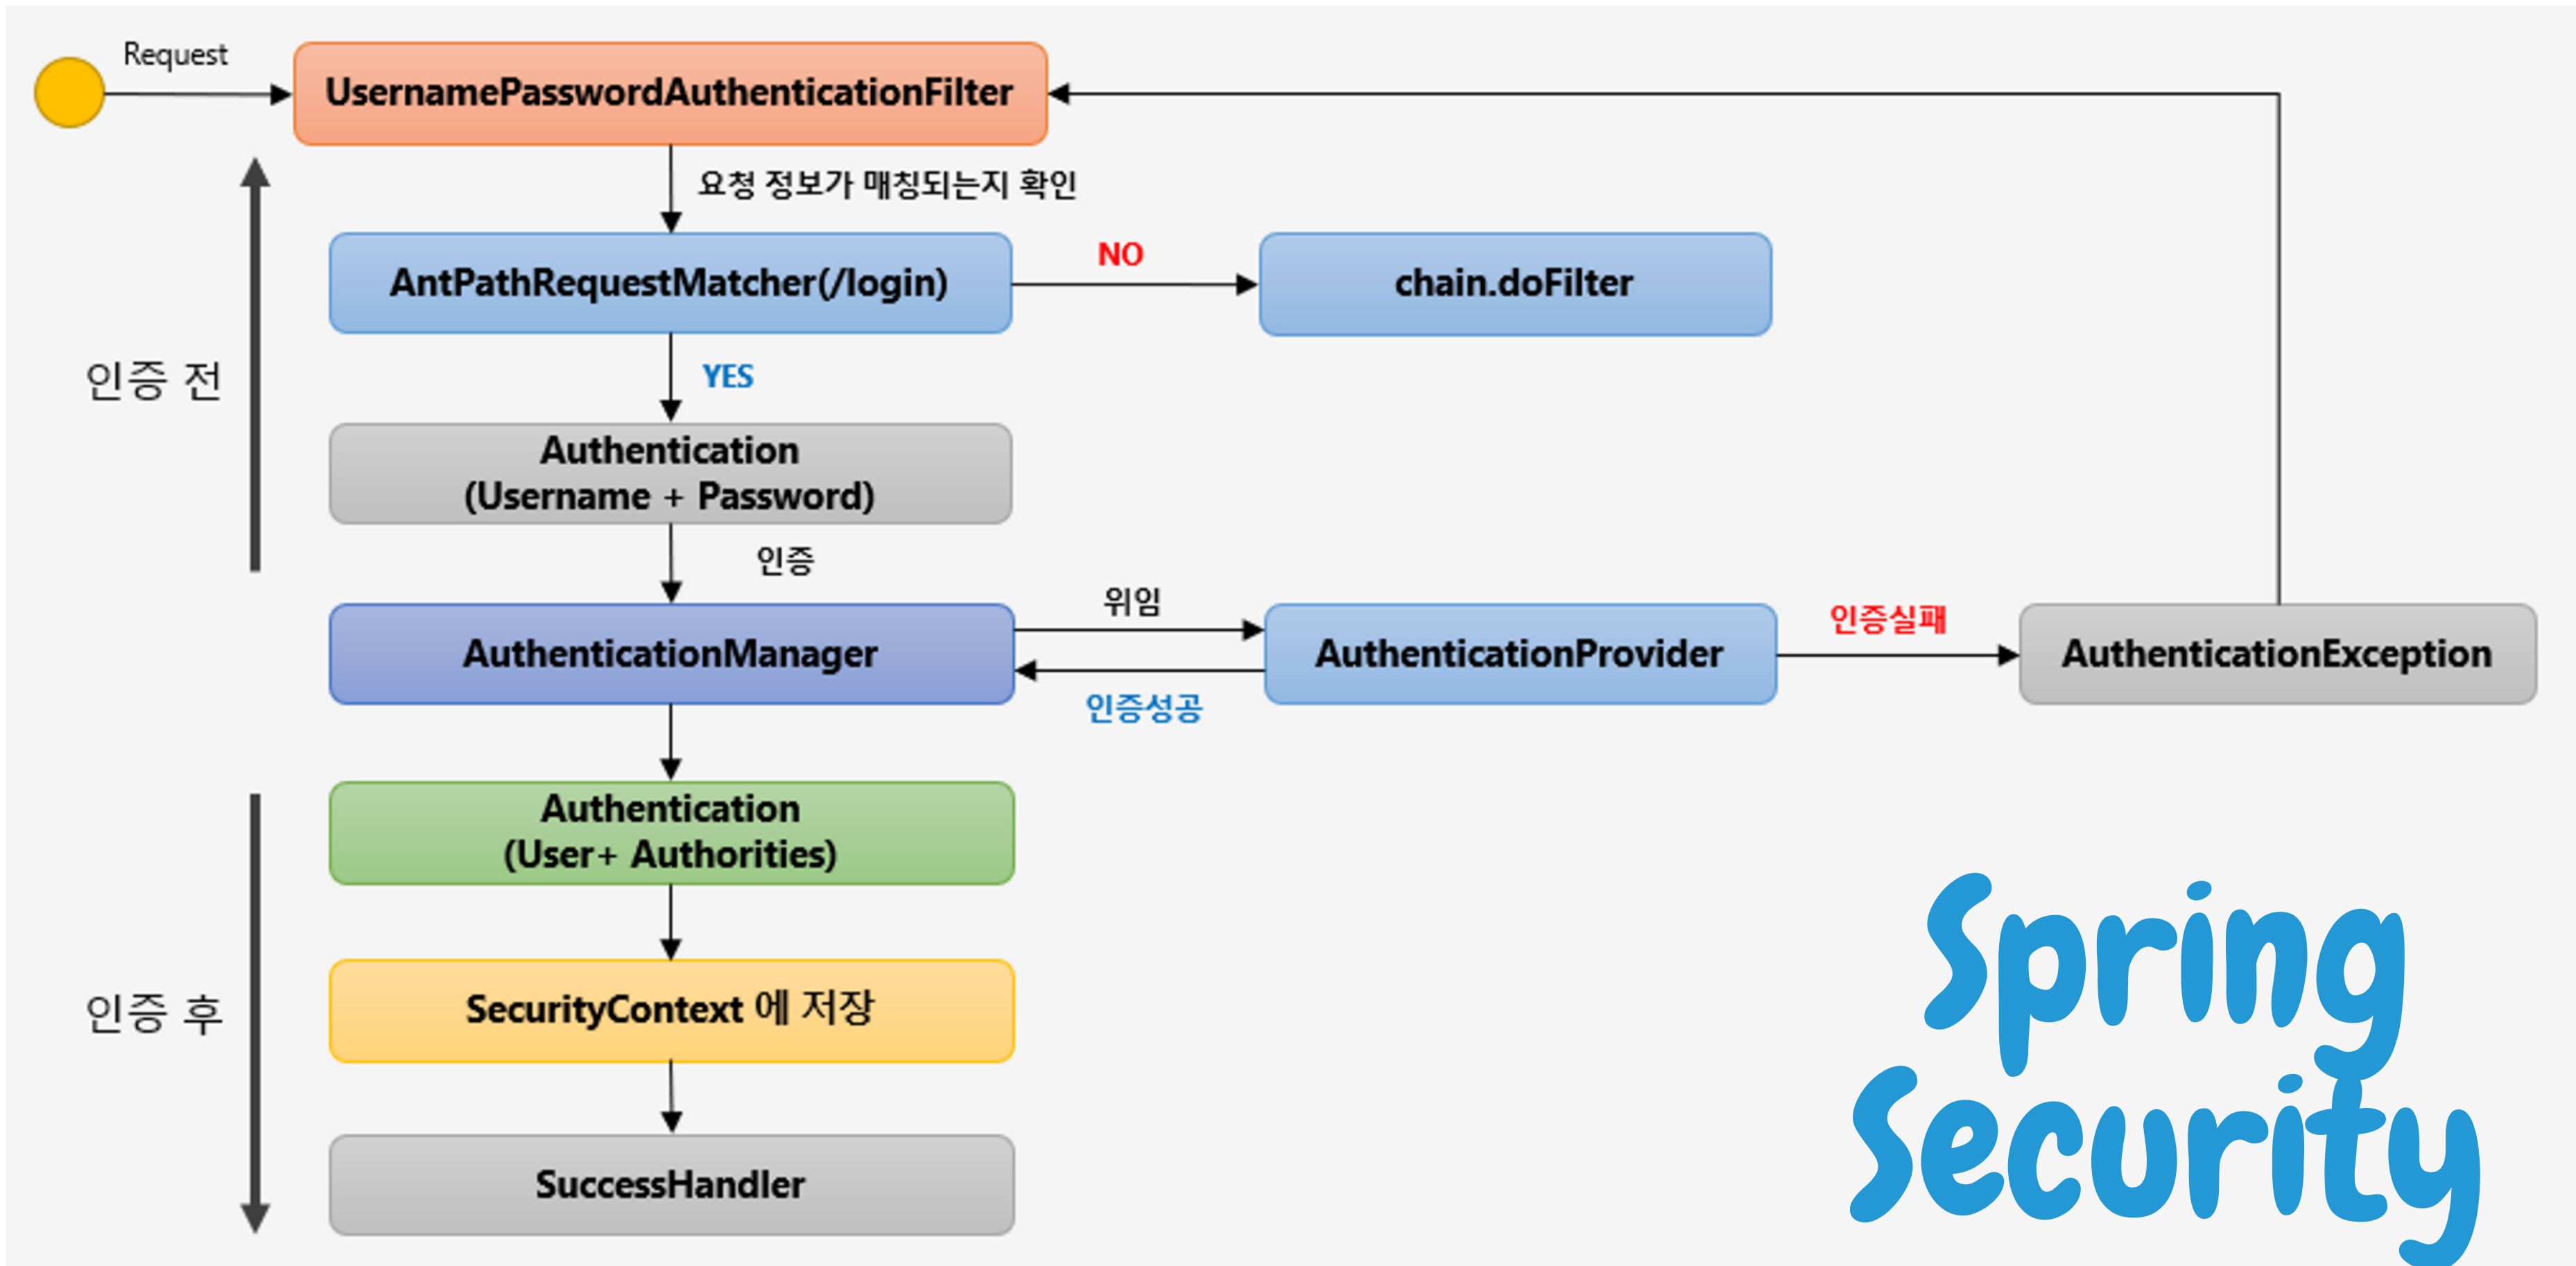 Request
UsernamePasswordAuthenticationFilter
요청 정보가 매칭되는지 확인
AntPathRequestMatcher(/login)
NO
chain.doFilter
인증 전
YES
Authentication
(Username + Password)
인증
AuthenticationManager
위임
인증성공
AuthenticationProvider
인증실패
AuthenticationException
Authentication
(User+ Authorities)
인증 후
SecurityContext 에 저장
SuccessHandler
Spring
Security